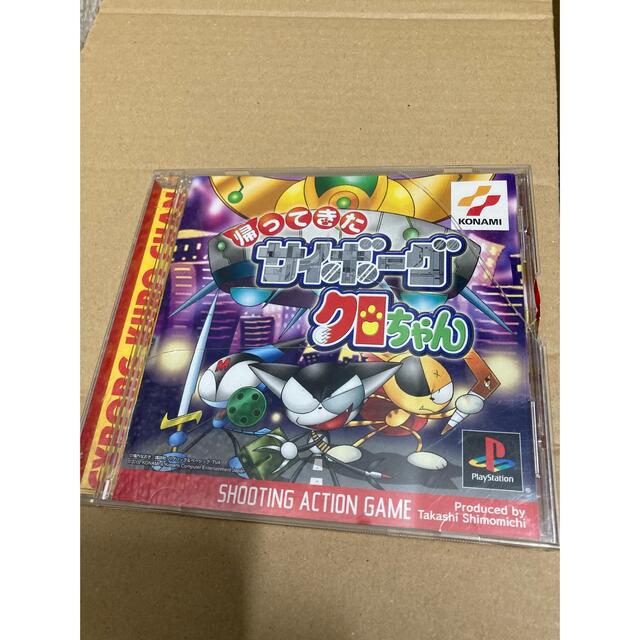 CYBORG KURO CHAN
KONAMI
帰ってきた
サイボーグ
クロちゃん
M
PlayStation
SHOOTING ACTION GAME
Produced by
Takashi Shimomichi